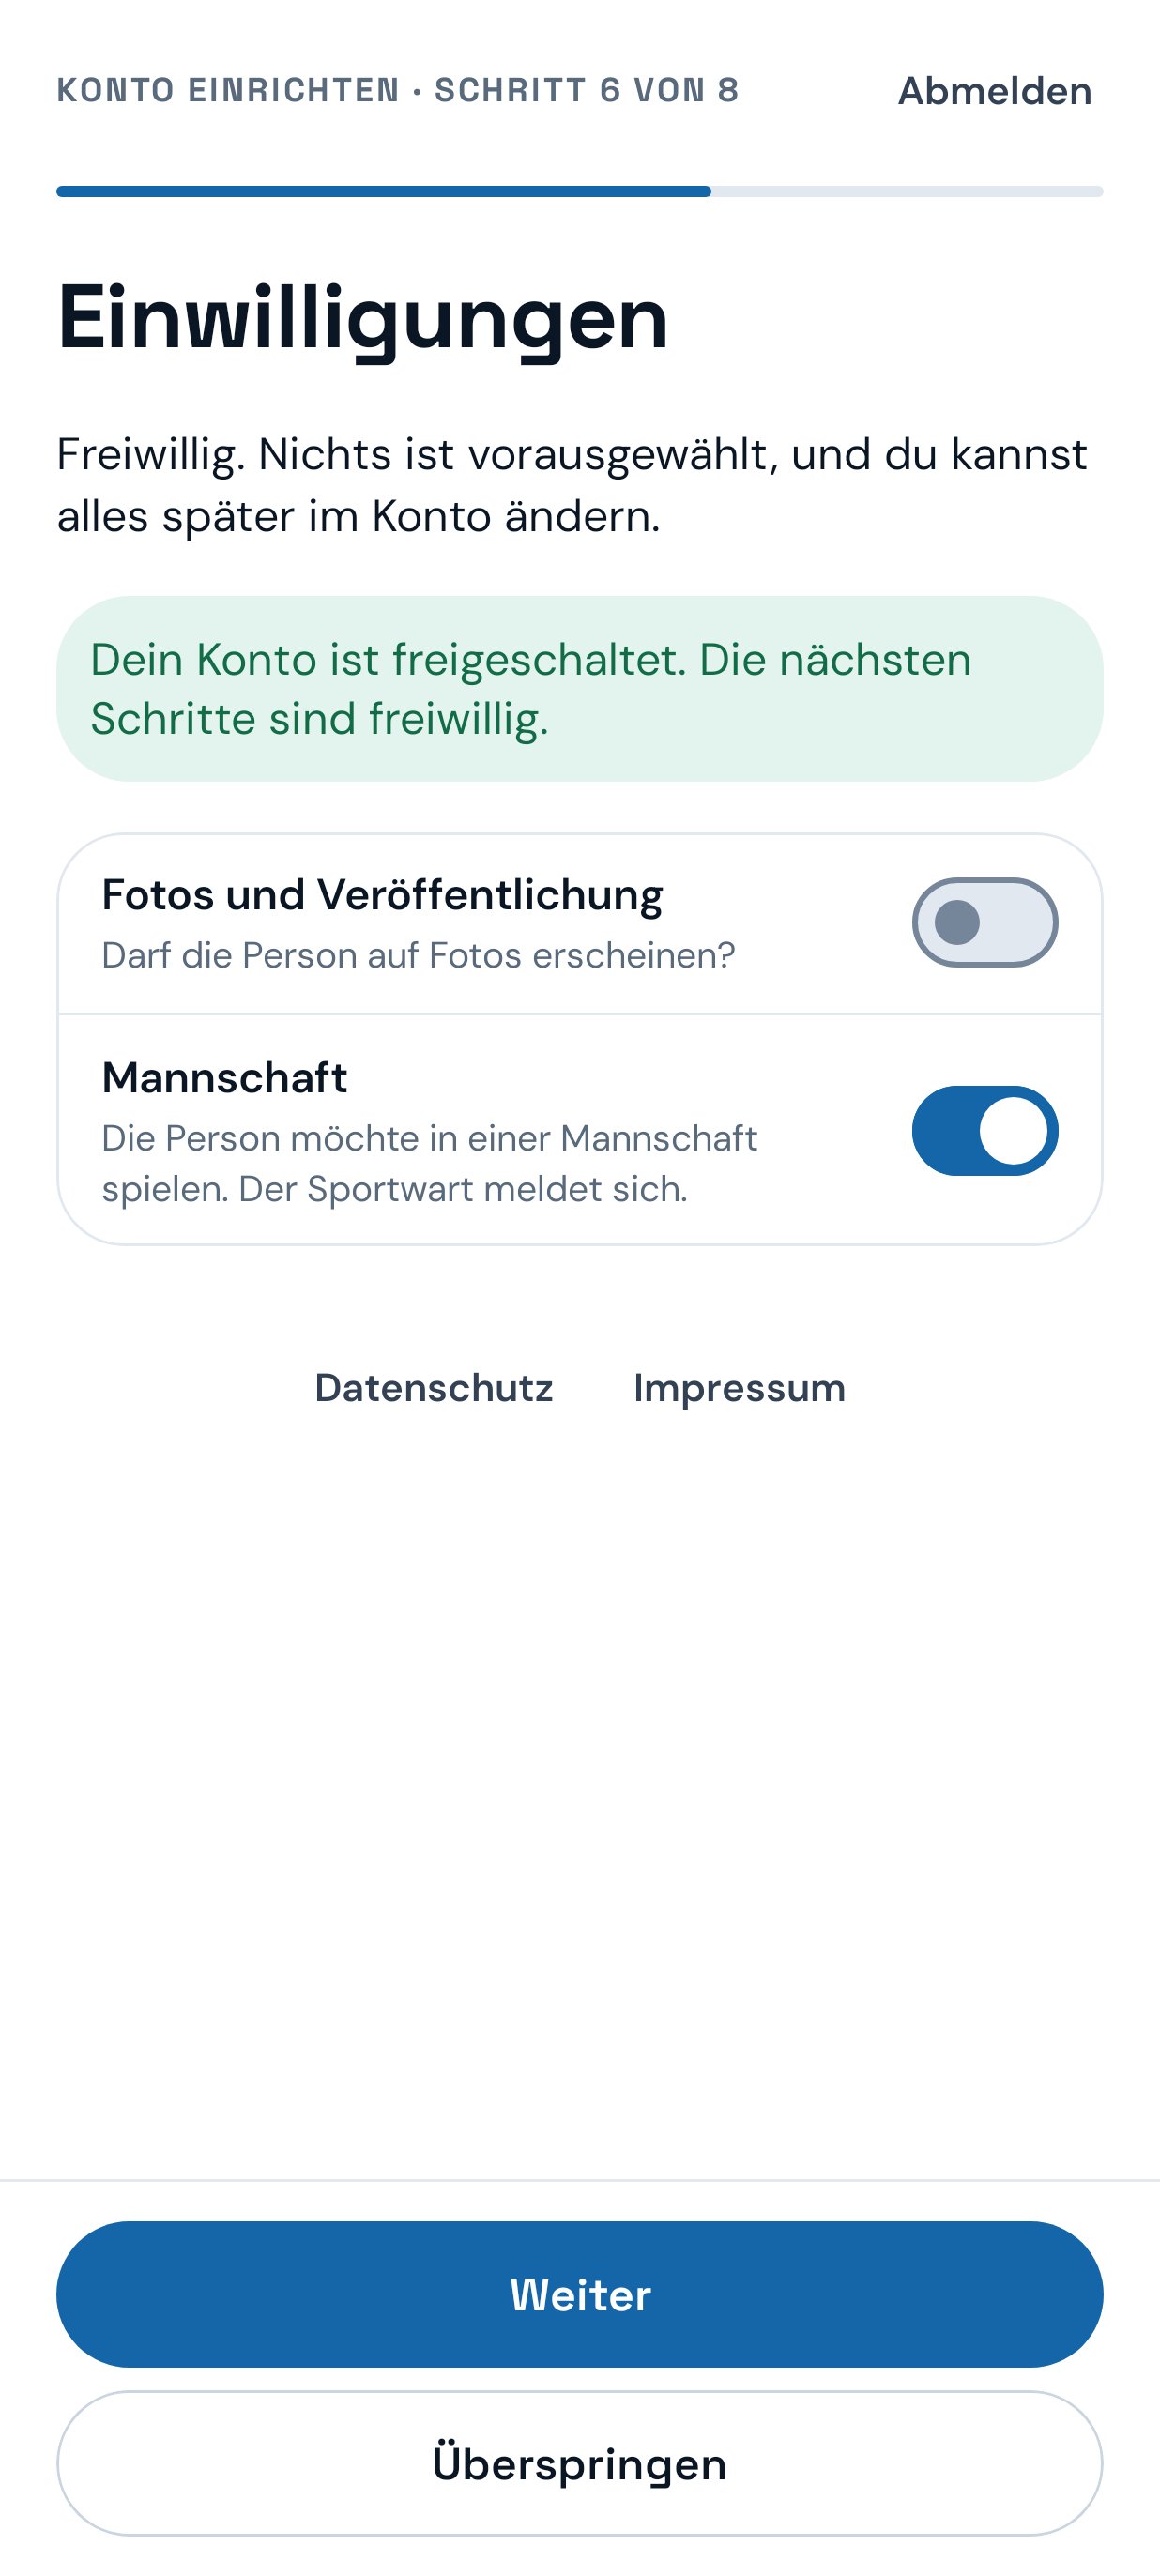 KONTO EINRICHTEN · SCHRITT 6 VON 8
Abmelden
Einwilligungen
Freiwillig. Nichts ist vorausgewählt, und du kannst
alles später im Konto ändern.
Dein Konto ist freigeschaltet. Die nächsten
Schritte sind freiwillig.
Fotos und Veröffentlichung
Darf die Person auf Fotos erscheinen?
Mannschaft
Die Person möchte in einer Mannschaft
spielen. Der Sportwart meldet sich.
Datenschutz
Impressum
Weiter
Überspringen